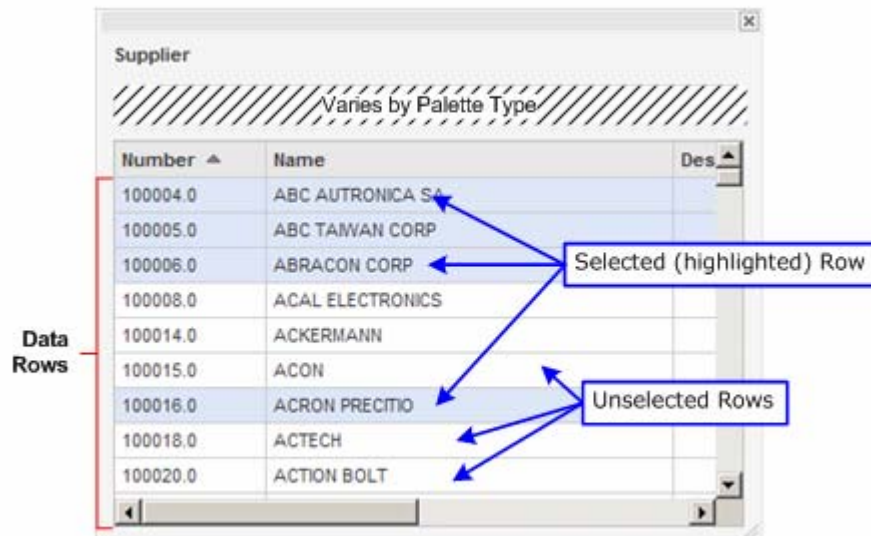 Supplier
Varies by Palette Type
Number Name Des
100004.0 ABC AUTRONICA SA
100005.0 ABC TAIWAN CORP
100006.0 ABRACON CORP
Selected (highlighted) Row
100008.0 ACAL ELECTRONICS
100014.0 ACKERMANN
Data
Rows
100015.0 ACON
100016.0 ACRON PRECITIO
Unselected Rows
100018.0 ACTECH
100020.0 ACTION BOLT